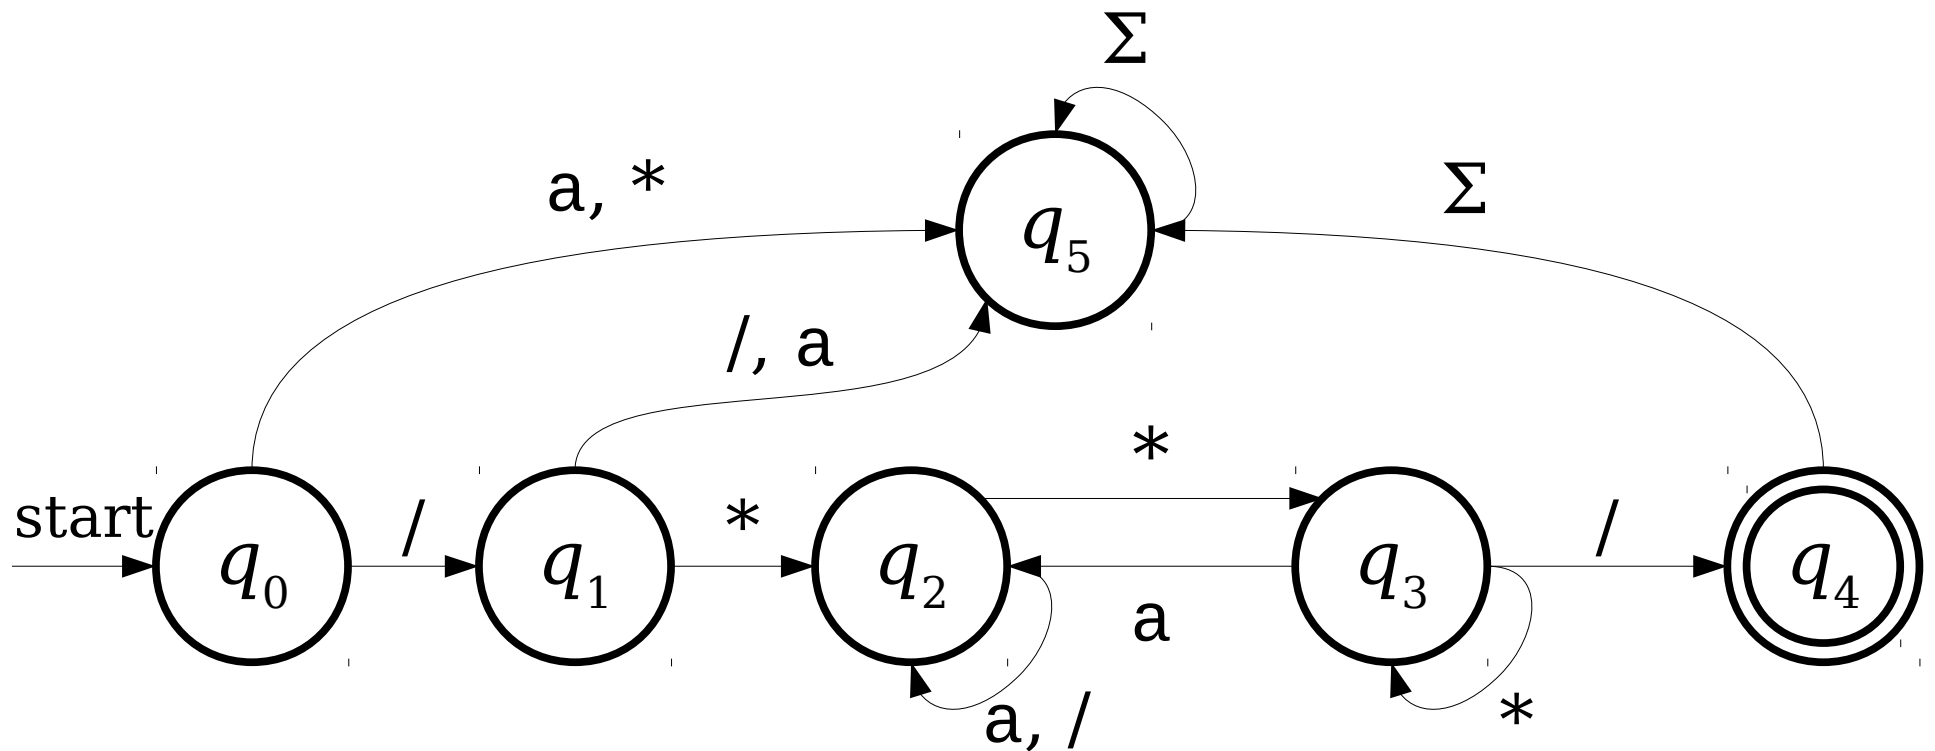 Σ
a, *
Σ
q5
/, a
*
start
/
*
/
q0
q1
q2
q3
q4
a
a, /
*